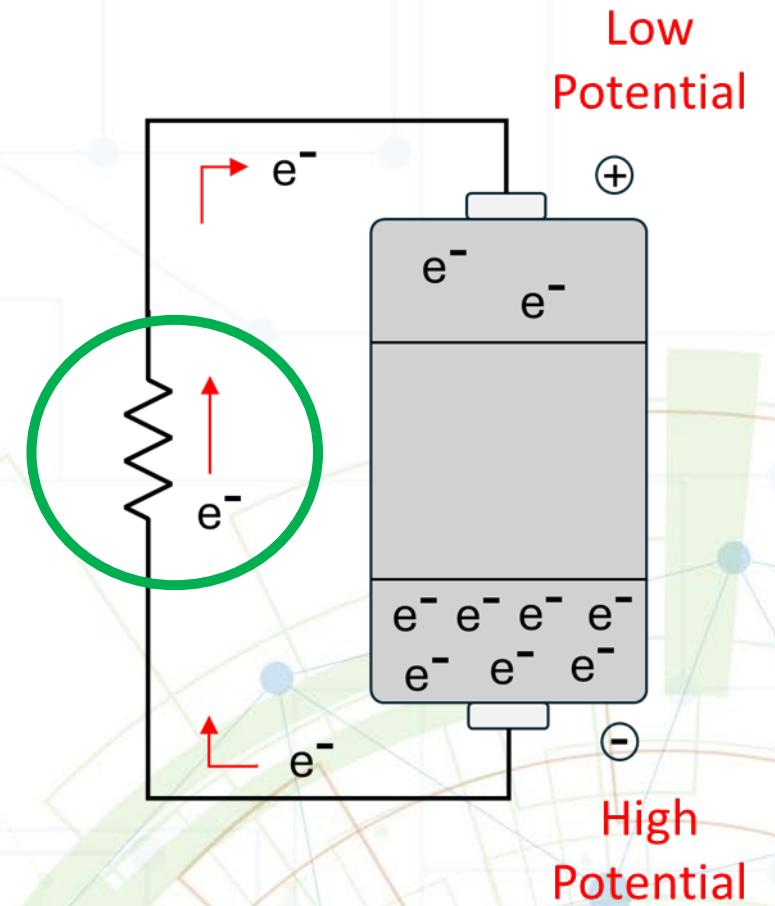 Low
Potential
e-
+
e-
e-
e-
e- e- e- e-
e- e- e-
-
e-
High
Potential